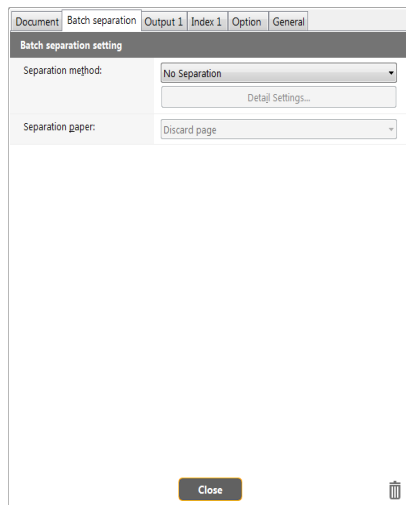 Document Batch separation Output 1 Index 1 Option General
Batch separation setting
Separation method: No Separation
Detail Settings...
Separation paper: Discard page
Close